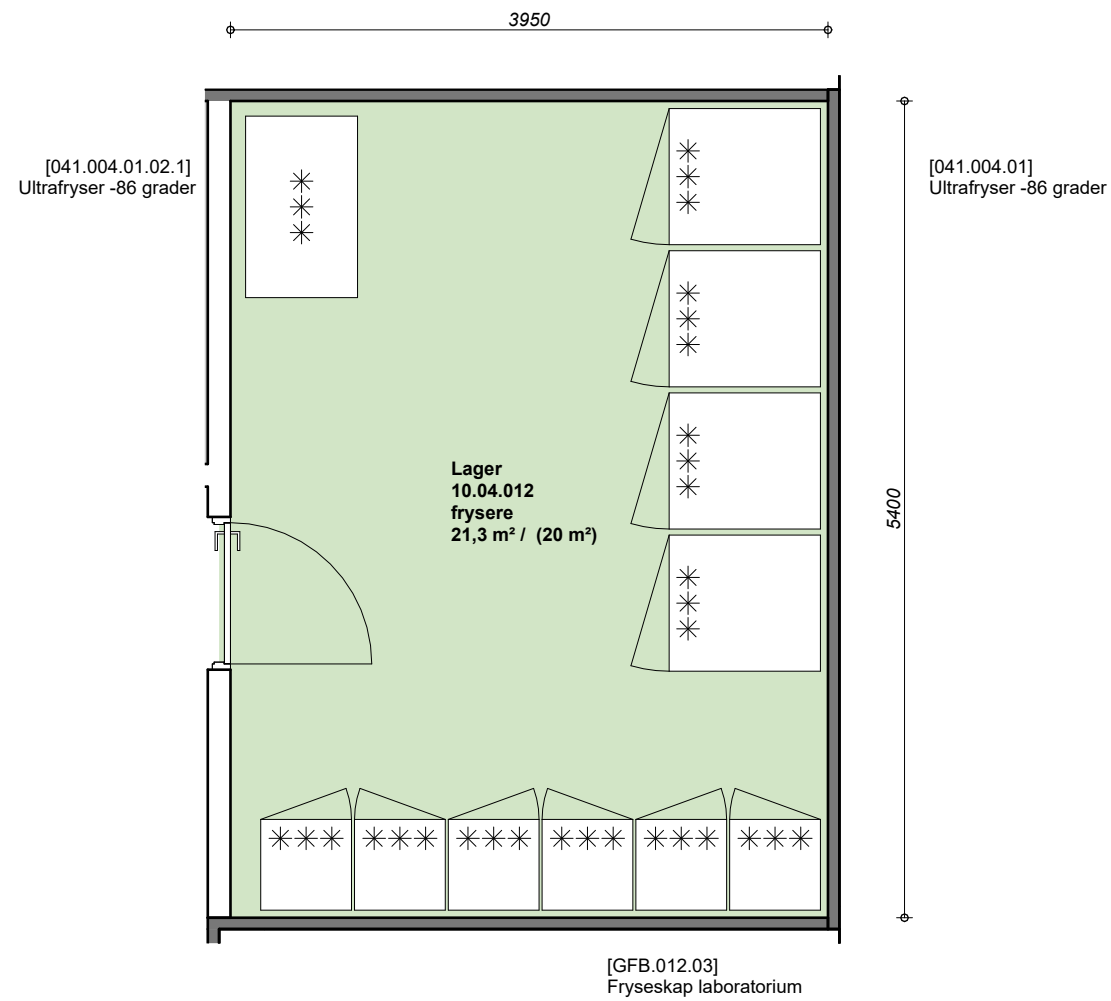 3950
[041.004.01.02.1]
Ultrafryser -86 grader
[041.004.01]
Ultrafryser -86 grader
Lager
10.04.012
frysere
21,3 m² / (20 m²)
5400
[GFB.012.03]
Fryseskap laboratorium